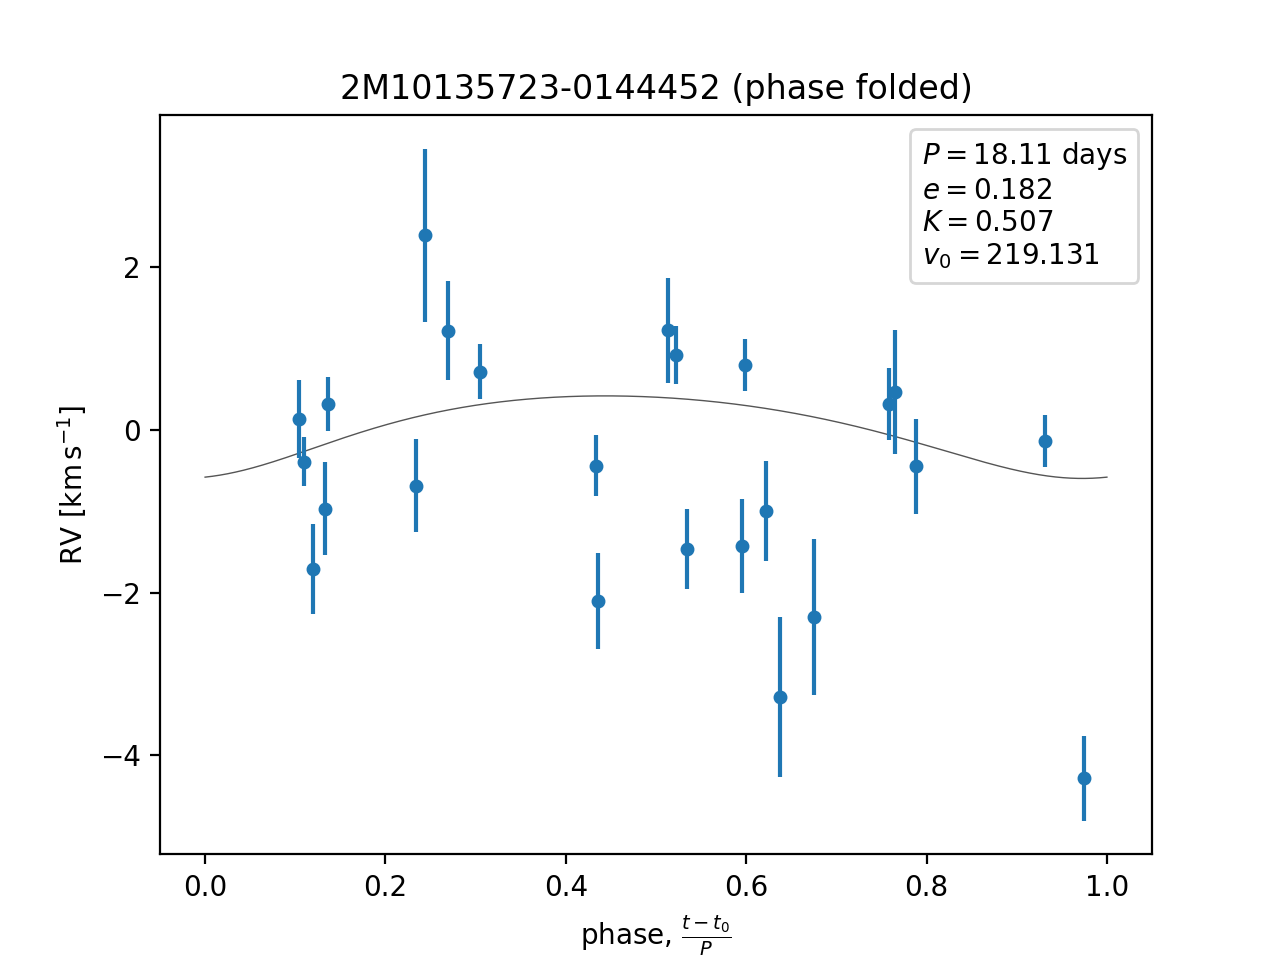 2M10135723-0144452 (phase folded)
P = 18.11 days
e = 0.182
K = 0.507
v₀ = 219.131
2
0
−2
−4
RV [km s⁻¹]
0.0 0.2 0.4 0.6 0.8 1.0
phase, (t − t₀)/P